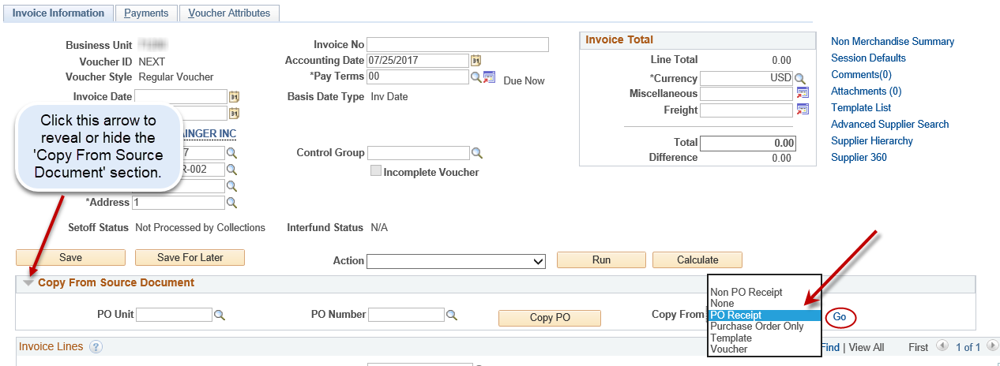 Invoice Information
Payments
Voucher Attributes
Business Unit
Voucher ID NEXT
Voucher Style Regular Voucher
Invoice Date
Click this arrow to
reveal or hide the
'Copy From Source
Document' section.
AINGER INC
7
R-002
*Address 1
Setoff Status Not Processed by Collections
Invoice No
Accounting Date 07/25/2017
*Pay Terms 00 Due Now
Basis Date Type Inv Date
Control Group
Incomplete Voucher
Interfund Status N/A
Invoice Total
Line Total 0.00
*Currency USD
Miscellaneous
Freight
Total 0.00
Difference 0.00
Non Merchandise Summary
Session Defaults
Comments(0)
Attachments (0)
Template List
Advanced Supplier Search
Supplier Hierarchy
Supplier 360
Save
Save For Later
Action
Run
Calculate
Copy From Source Document
PO Unit
PO Number
Copy PO
Copy From
Non PO Receipt
None
PO Receipt
Purchase Order Only
Template
Voucher
Go
Invoice Lines ?
Find | View All First 1 of 1